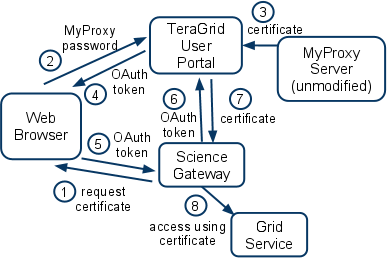 MyProxy
password
2
TeraGrid
User
Portal
3
certificate
MyProxy
Server
(unmodified)
4
OAuth
token
Web
Browser
5
OAuth
token
6
OAuth
token
7
certificate
Science
Gateway
1
request
certificate
8
access using
certificate
Grid
Service